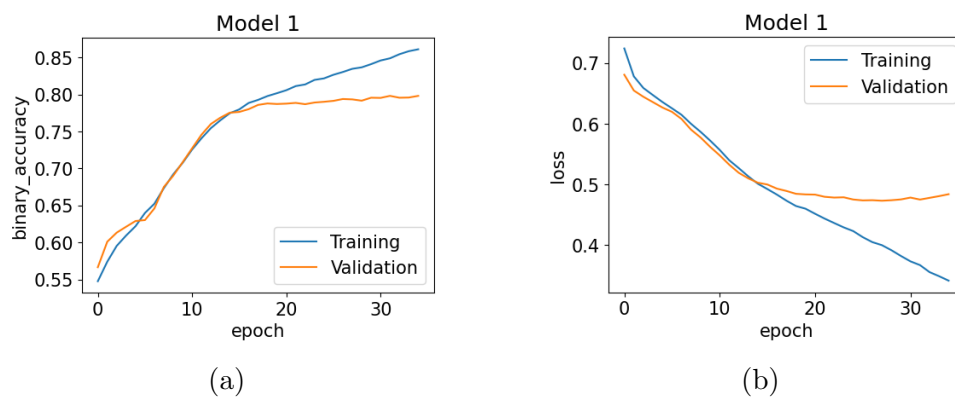 Model 1
binary_accuracy
0.85
0.80
0.75
0.70
0.65
0.60
0.55
Training
Validation
0 10 20 30
epoch
(a)
Model 1
loss
0.7
0.6
0.5
0.4
Training
Validation
0 10 20 30
epoch
(b)